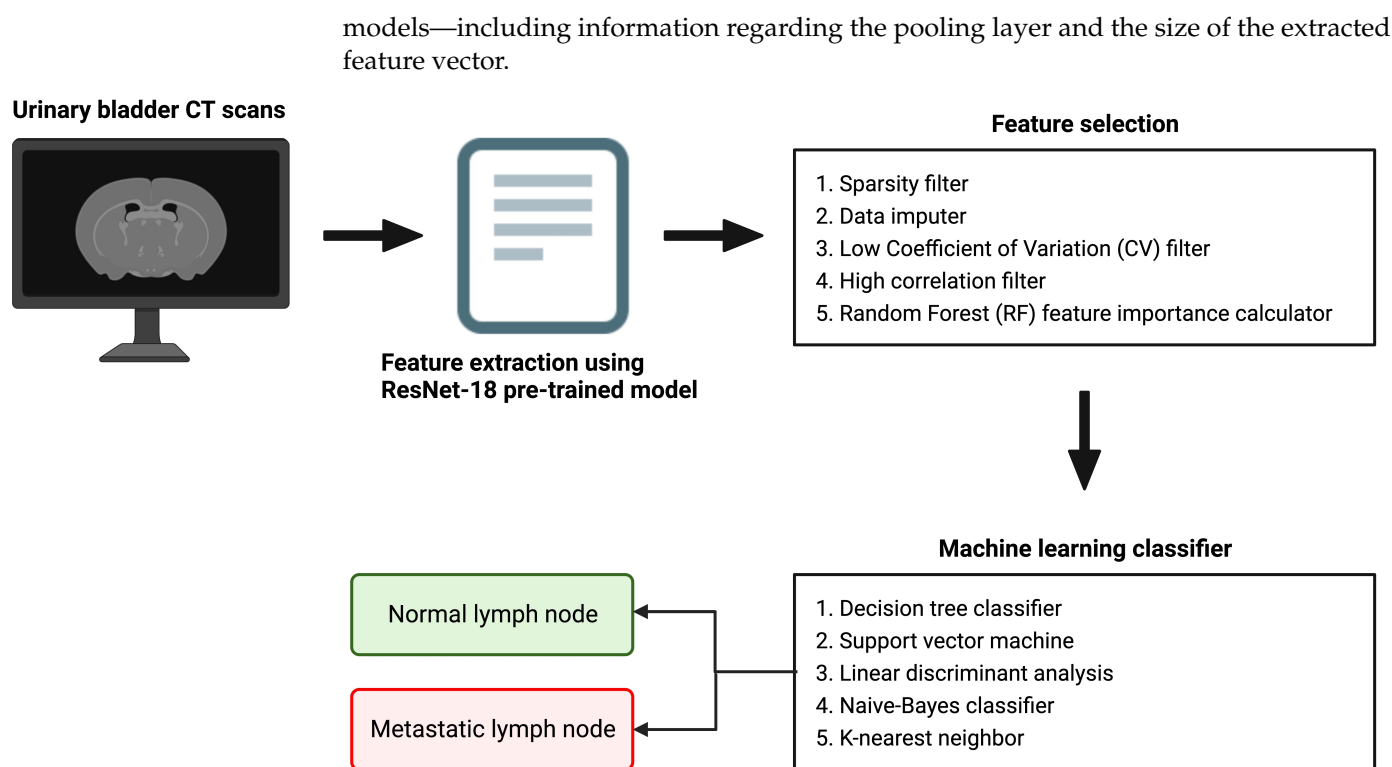 models—including information regarding the pooling layer and the size of the extracted
feature vector.
Urinary bladder CT scans
Feature extraction using
ResNet-18 pre-trained model
Feature selection
1. Sparsity filter
2. Data imputer
3. Low Coefficient of Variation (CV) filter
4. High correlation filter
5. Random Forest (RF) feature importance calculator
Machine learning classifier
1. Decision tree classifier
2. Support vector machine
3. Linear discriminant analysis
4. Naive-Bayes classifier
5. K-nearest neighbor
Normal lymph node
Metastatic lymph node